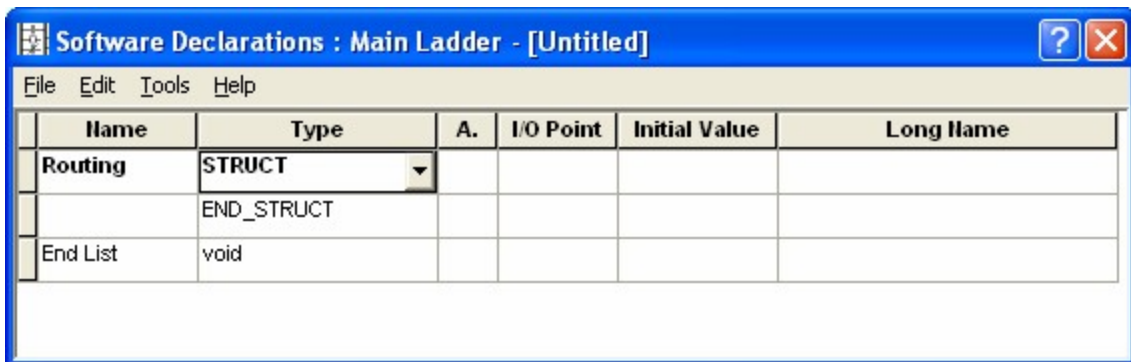 Software Declarations : Main Ladder - [Untitled]
File Edit Tools Help
Name Type A. I/O Point Initial Value Long Name
Routing STRUCT
END_STRUCT
End List void